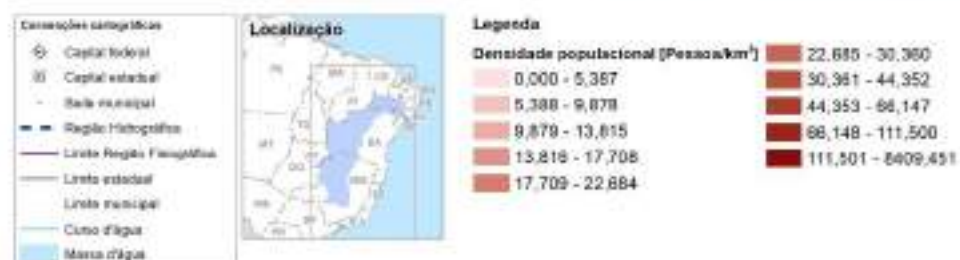 Convenções cartográficas
Capital federal
Capital estadual
Sede municipal
Região Hidrográfica
Limite Região Fisiográfica
Limite estadual
Limite municipal
Curso d'água
Massa d'água
Localização
BA
Legenda
Densidade populacional [Pessoa/km²]
0,000 - 5,387
5,388 - 9,878
9,879 - 13,815
13,816 - 17,708
17,709 - 22,684
22,685 - 30,360
30,361 - 44,352
44,353 - 66,147
66,148 - 111,500
111,501 - 8409,451